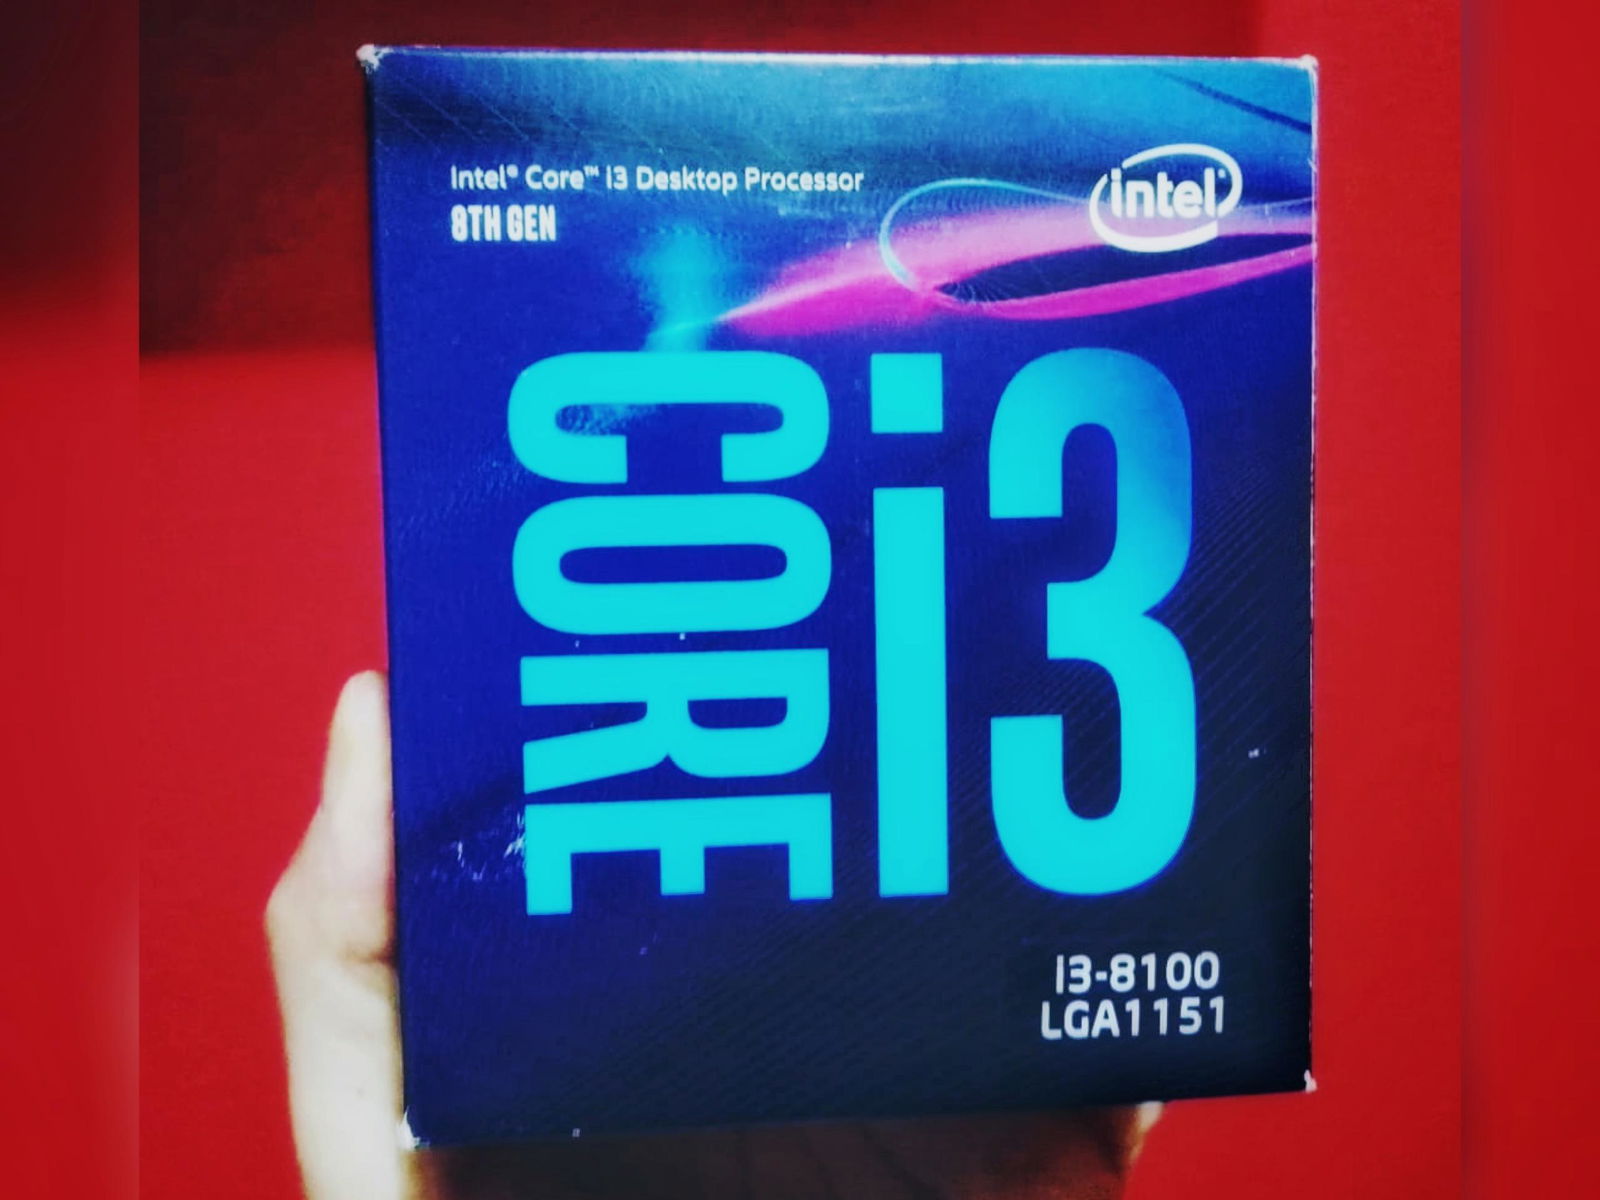 Intel® Core™ i3 Desktop Processor
8TH GEN
intel®
CORE i3
i3-8100
LGA1151